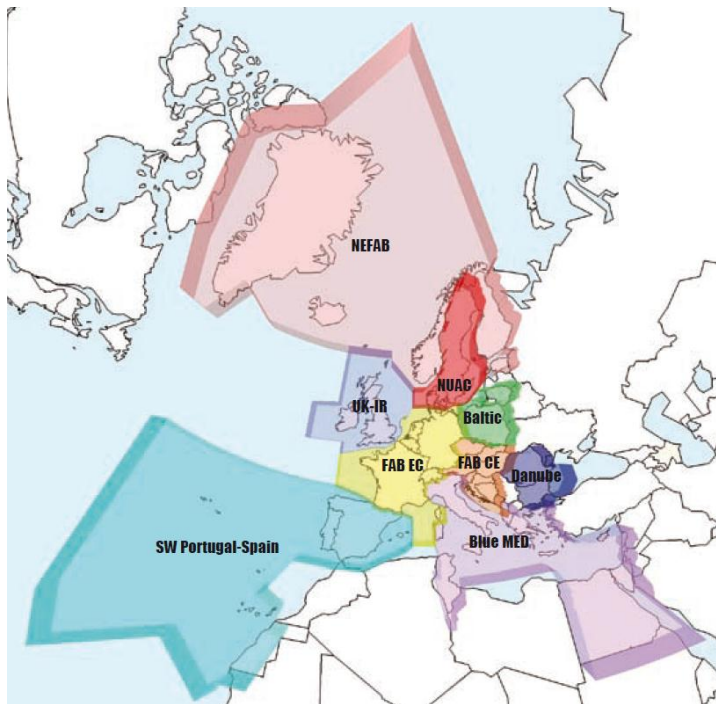 NEFAB
NUAC
UK-IR
Baltic
FAB EC
FAB CE
Danube
SW Portugal-Spain
Blue MED